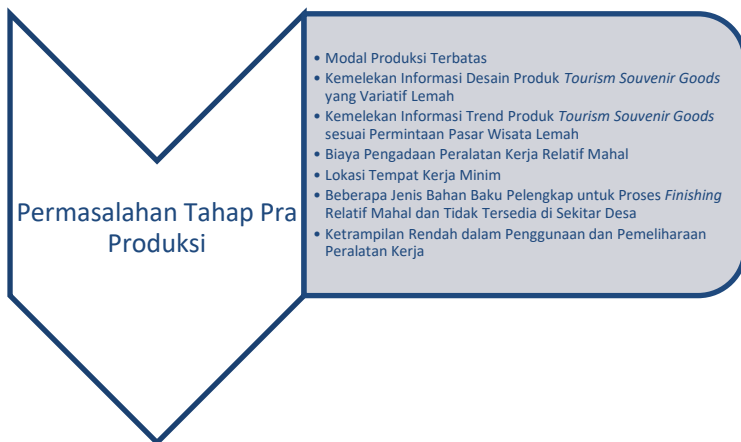 Permasalahan Tahap Pra
Produksi
• Modal Produksi Terbatas
• Kemelekan Informasi Desain Produk Tourism Souvenir Goods
yang Variatif Lemah
• Kemelekan Informasi Trend Produk Tourism Souvenir Goods
sesuai Permintaan Pasar Wisata Lemah
• Biaya Pengadaan Peralatan Kerja Relatif Mahal
• Lokasi Tempat Kerja Minim
• Beberapa Jenis Bahan Baku Pelengkap untuk Proses Finishing
Relatif Mahal dan Tidak Tersedia di Sekitar Desa
• Ketrampilan Rendah dalam Penggunaan dan Pemeliharaan
Peralatan Kerja